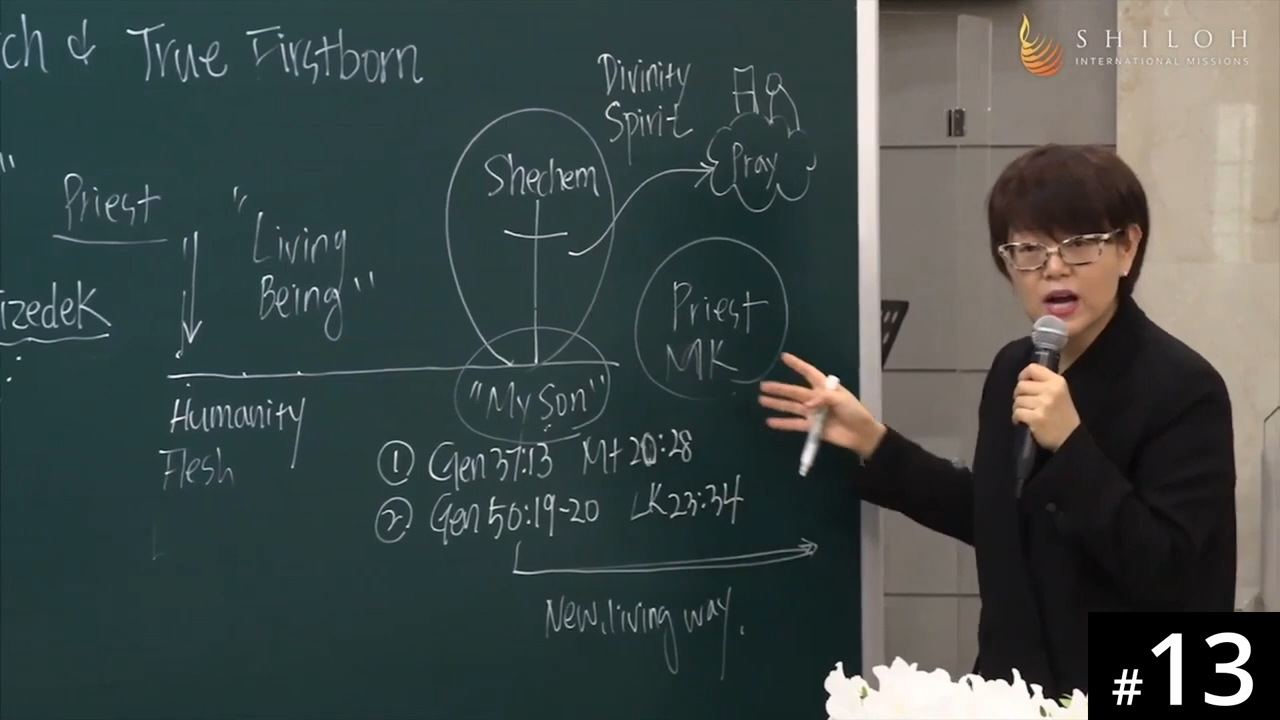 ch & True Firstborn
SHILOH
INTERNATIONAL MISSIONS
Divinity
Spirit
Pray
Shechem
Priest
"Living
Being"
izedek
Priest
MK
"My Son"
Humanity
Flesh
① Gen 37:13 Mt 20:28
② Gen 50:19-20 LK 23:34
New, living way.
#13